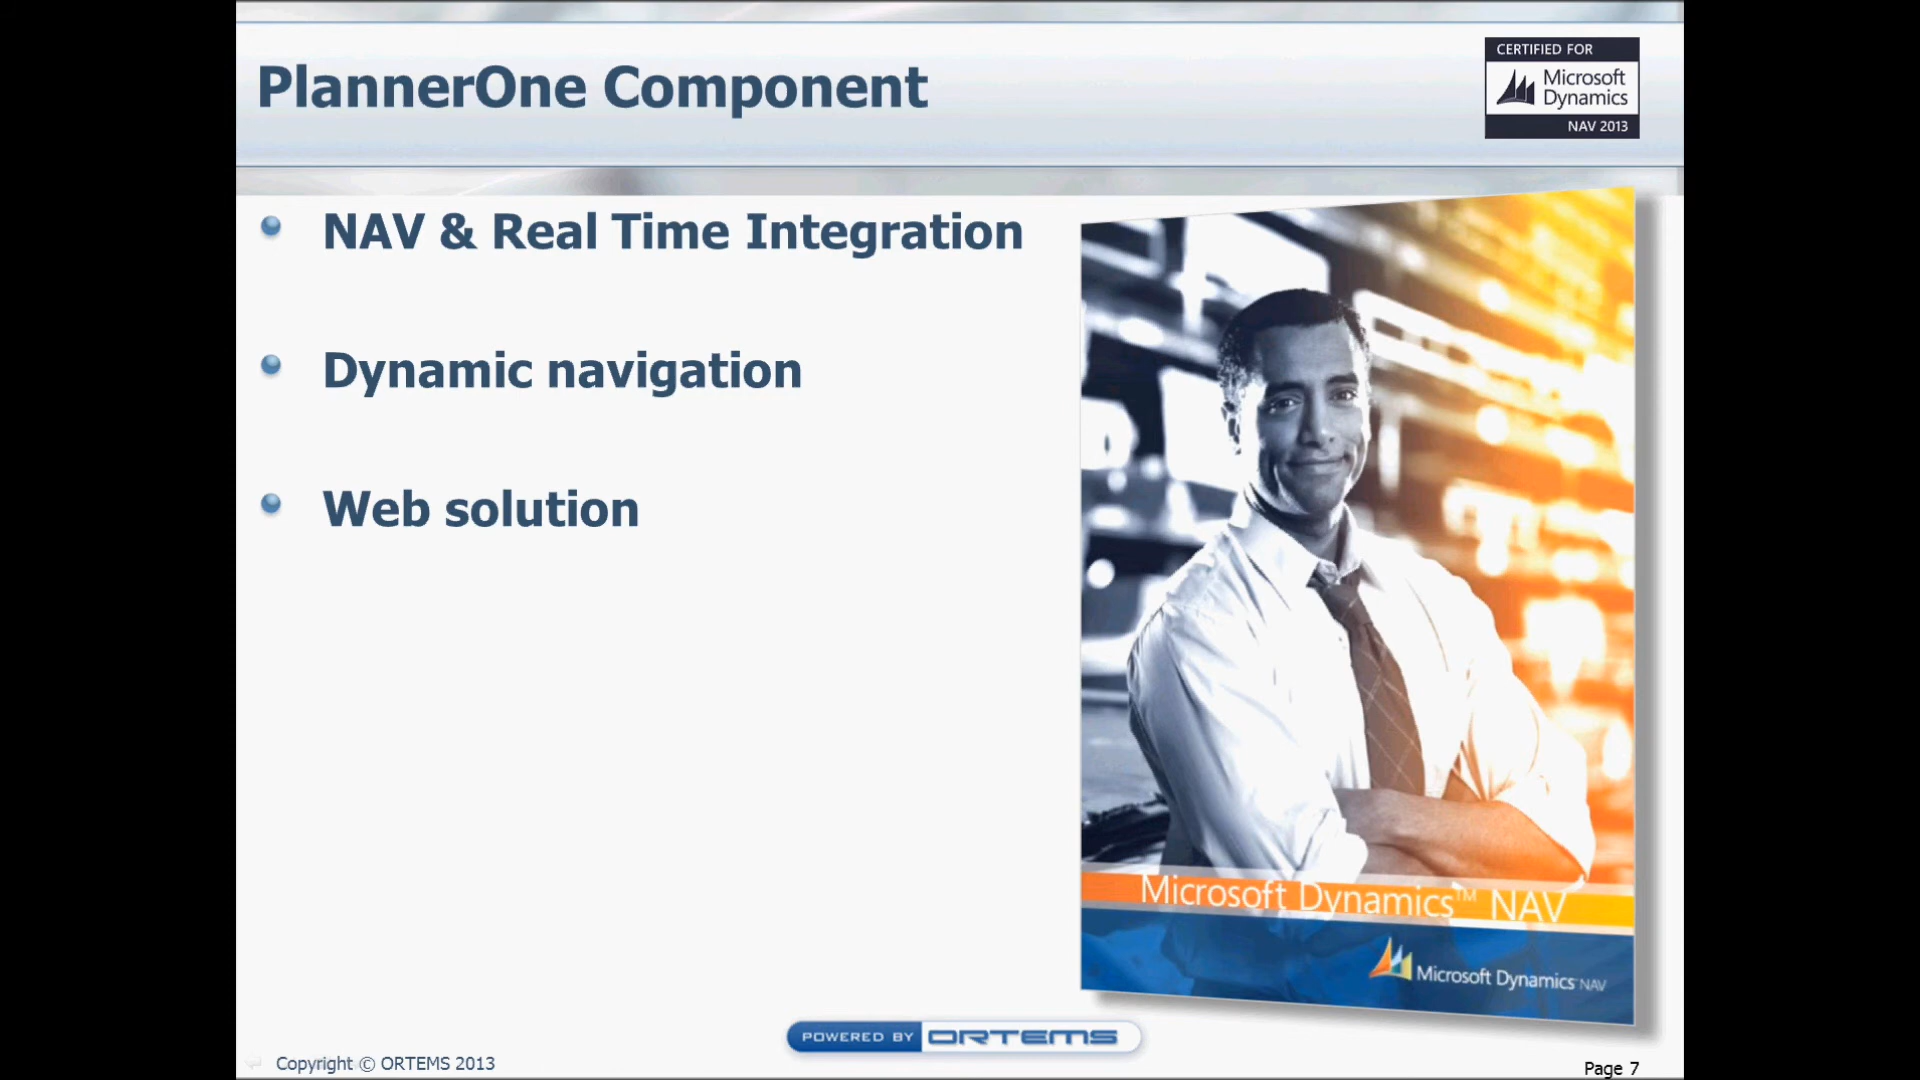 PlannerOne Component
CERTIFIED FOR
Microsoft
Dynamics
NAV 2013
NAV & Real Time Integration
Dynamic navigation
Web solution
Microsoft Dynamics™ NAV
Microsoft Dynamics™ NAV
POWERED BY ORTEMS
Copyright © ORTEMS 2013
Page 7